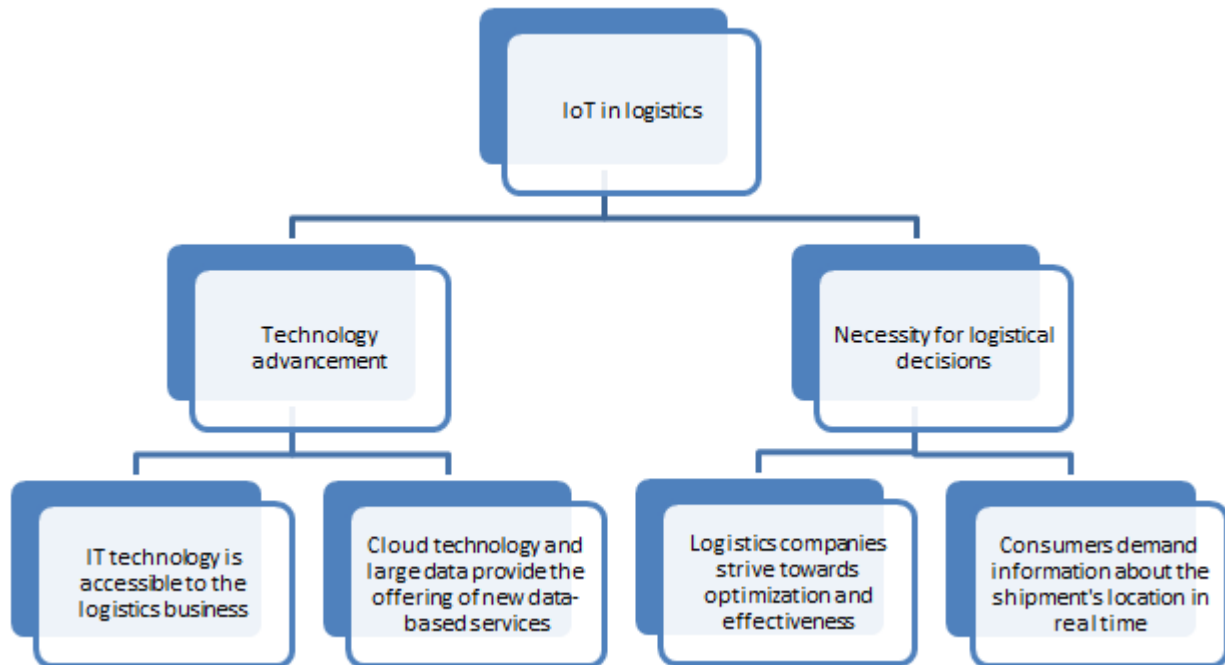 IoT in logistics
Technology
advancement
Necessity for logistical
decisions
IT technology is
accessible to the
logistics business
Cloud technology and
large data provide the
offering of new data-
based services
Logistics companies
strive towards
optimization and
effectiveness
Consumers demand
information about the
shipment's location in
real time